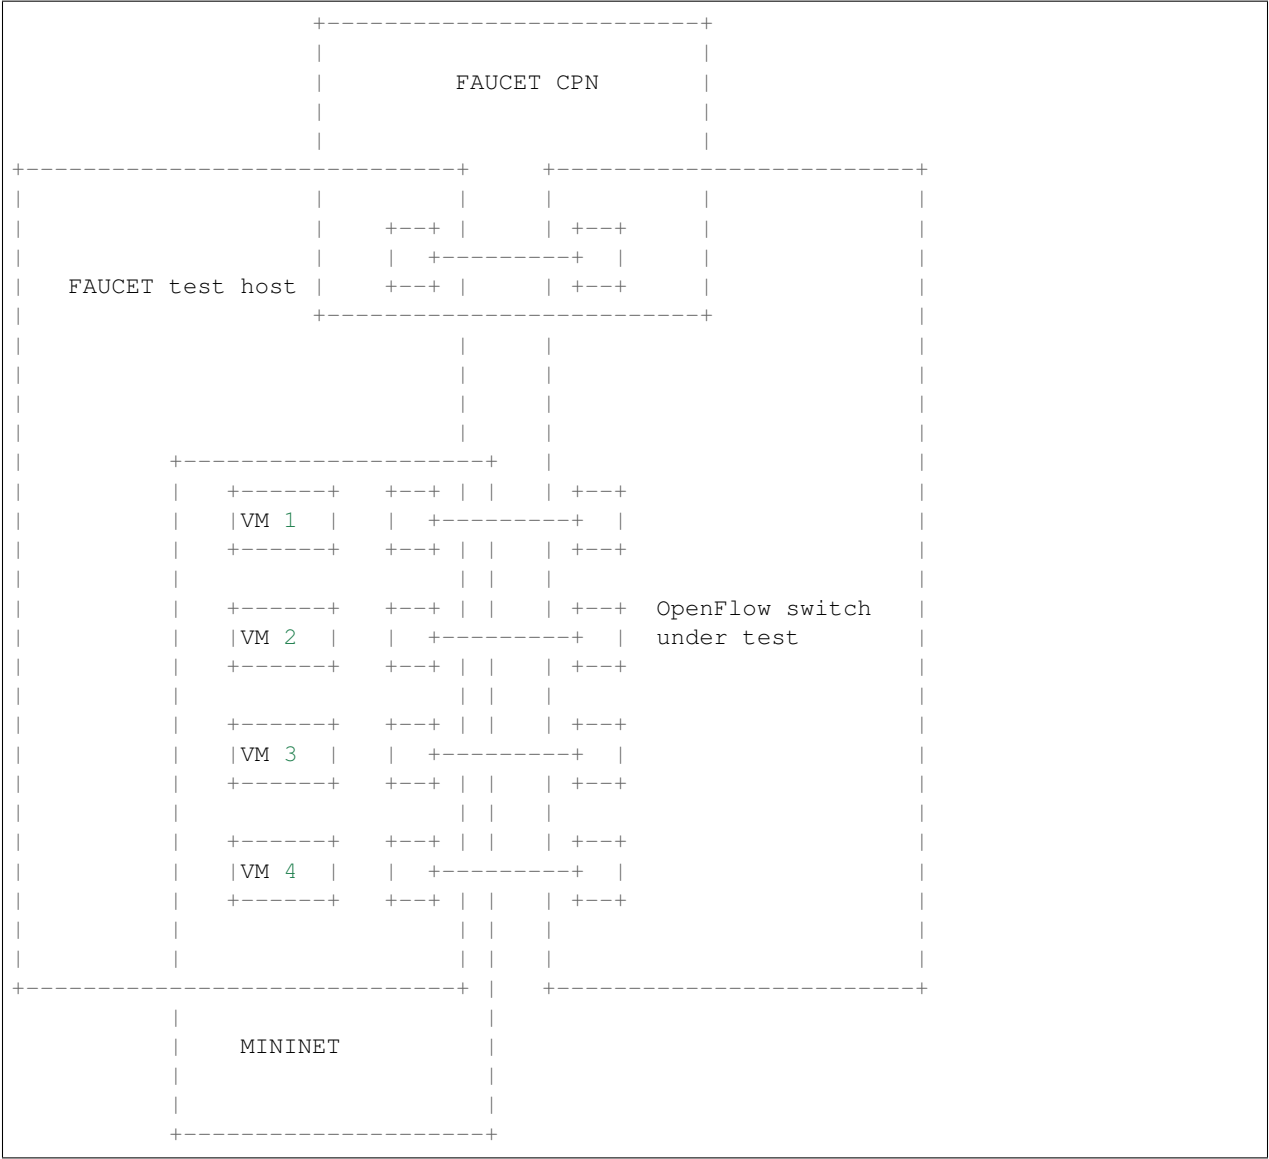 FAUCET CPN
FAUCET test host
VM 1
VM 2
OpenFlow switch
under test
VM 3
VM 4
MININET